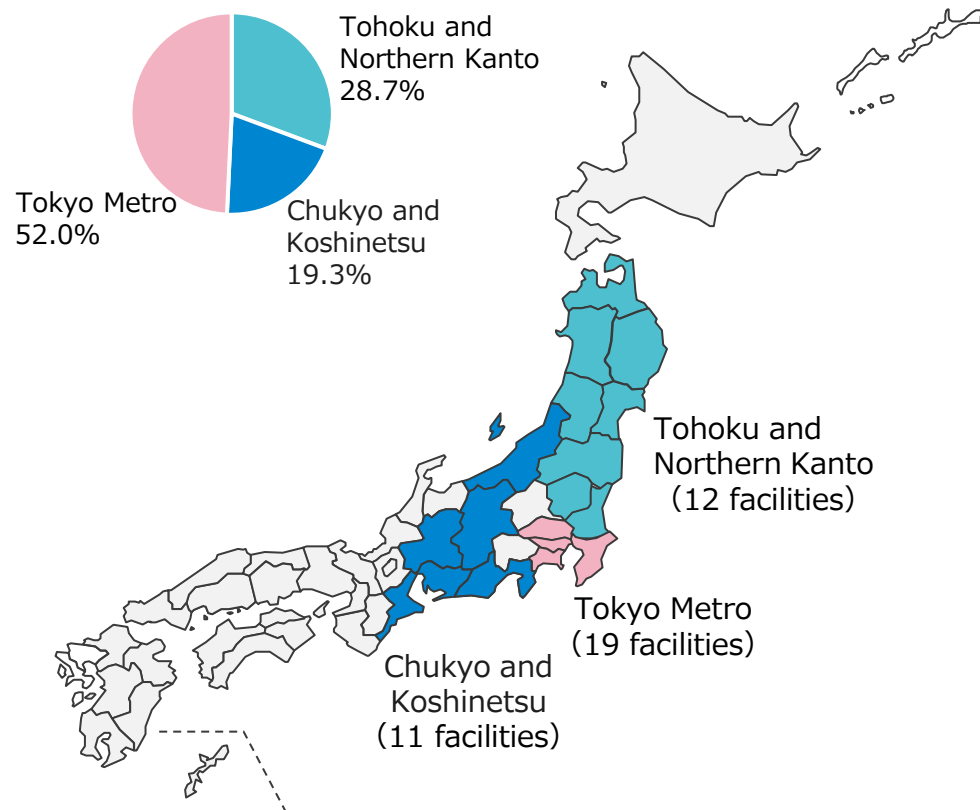 Tohoku and
Northern Kanto
28.7%
Tokyo Metro
52.0%
Chukyo and
Koshinetsu
19.3%
Tohoku and
Northern Kanto
(12 facilities)
Tokyo Metro
(19 facilities)
Chukyo and
Koshinetsu
(11 facilities)